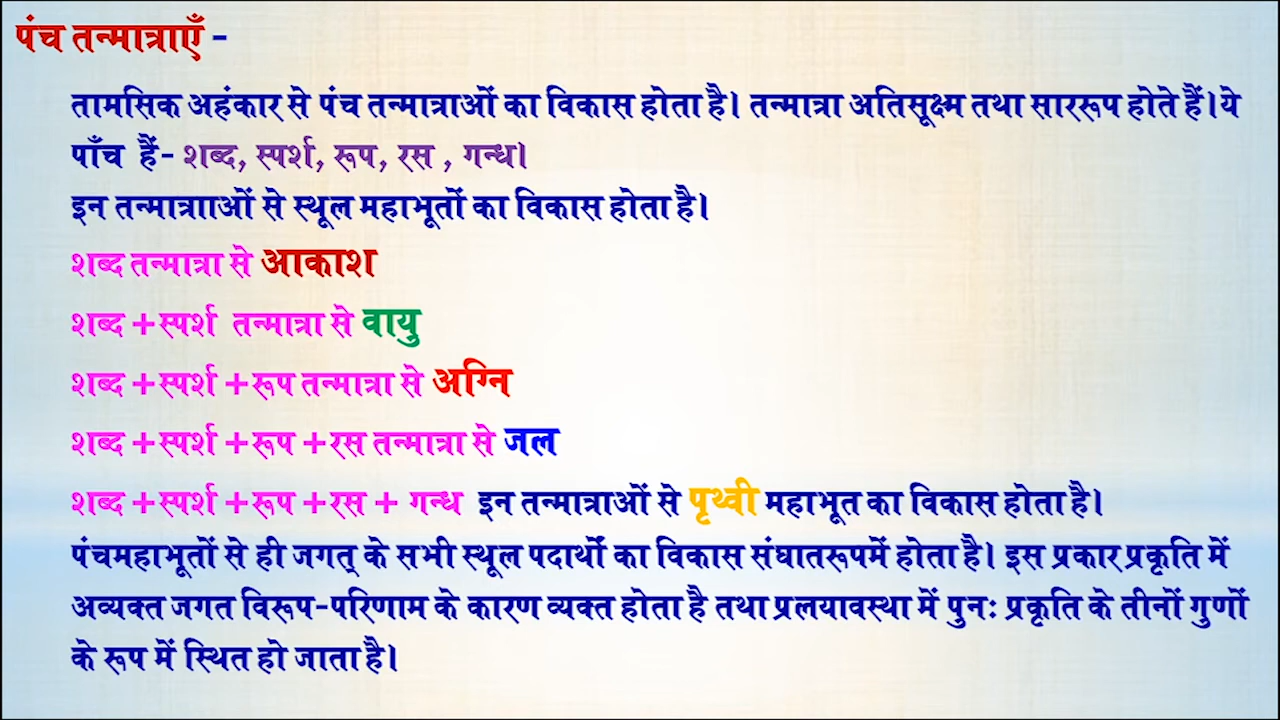 पंच तन्मात्राएँ -
तामसिक अहंकार से पंच तन्मात्राओं का विकास होता है। तन्मात्रा अतिसूक्ष्म तथा साररूप होते हैं।ये
पाँच हैं- शब्द, स्पर्श, रूप, रस , गन्ध।
इन तन्मात्रााओं से स्थूल महाभूतों का विकास होता है।
शब्द तन्मात्रा से आकाश
शब्द +स्पर्श तन्मात्रा से वायु
शब्द +स्पर्श +रूप तन्मात्रा से अग्नि
शब्द +स्पर्श +रूप +रस तन्मात्रा से जल
शब्द +स्पर्श +रूप +रस + गन्ध इन तन्मात्राओं से पृथ्वी महाभूत का विकास होता है।
पंचमहाभूतों से ही जगत् के सभी स्थूल पदार्थों का विकास संघातरूपमें होता है। इस प्रकार प्रकृति में
अव्यक्त जगत विरूप-परिणाम के कारण व्यक्त होता है तथा प्रलयावस्था में पुनः प्रकृति के तीनों गुणों
के रूप में स्थित हो जाता है।